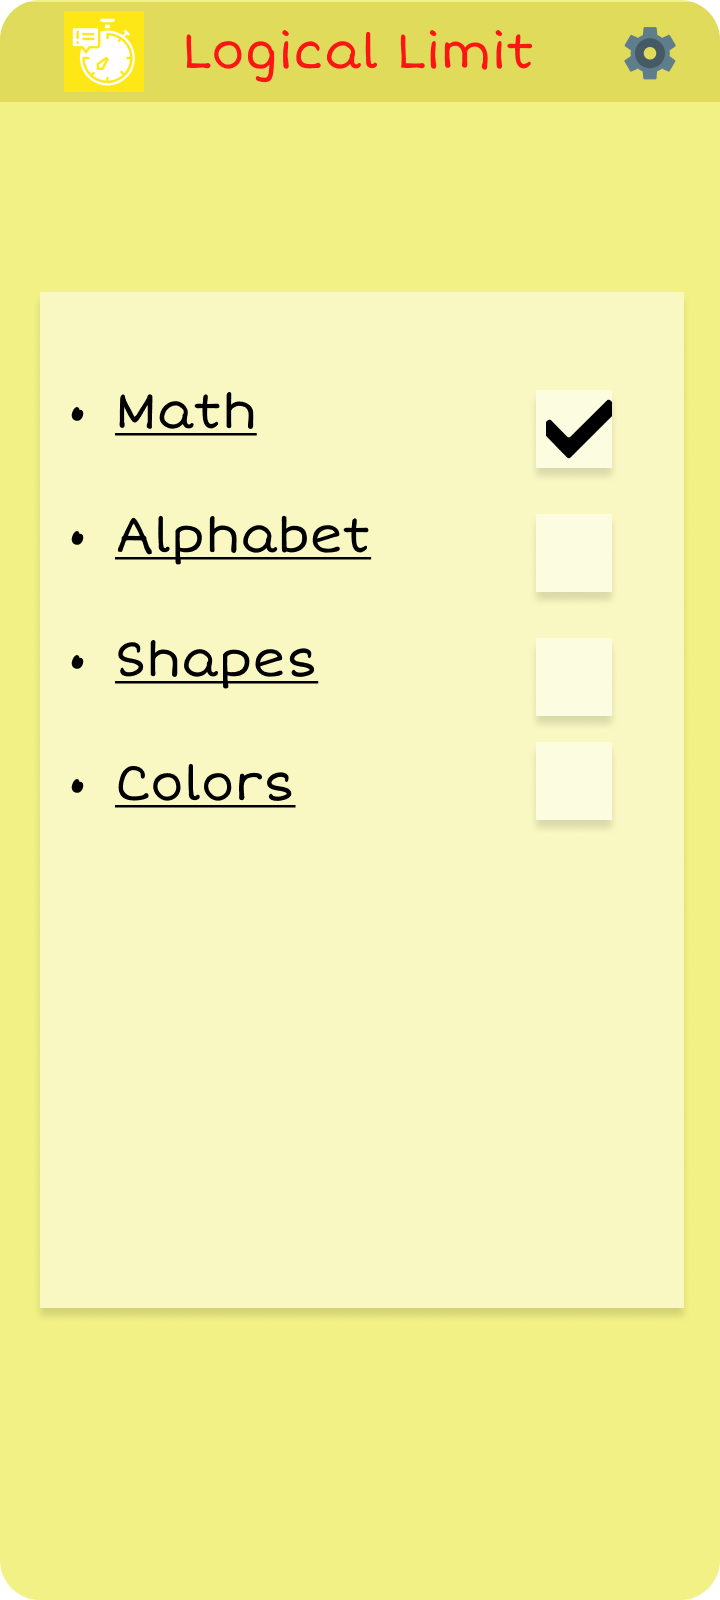 Logical Limit
• Math
• Alphabet
• Shapes
• Colors